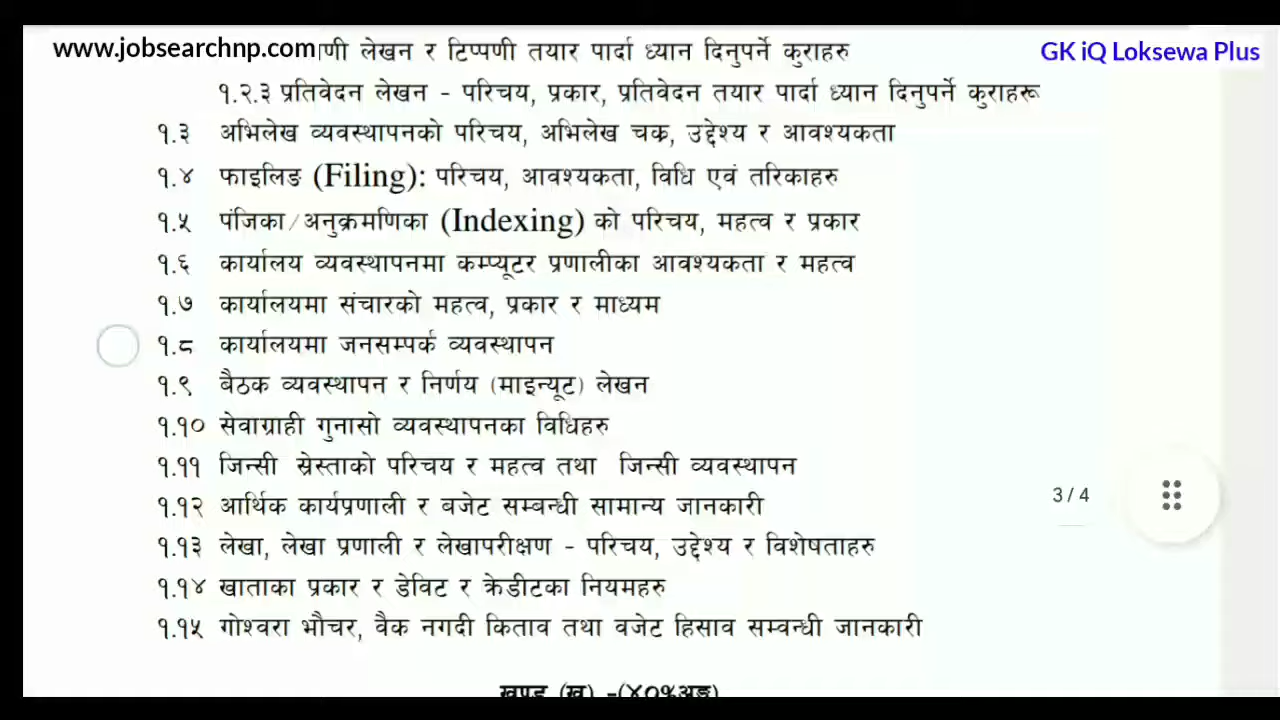 www.jobsearchnp.com णी लेखन र टिप्पणी तयार पार्दा ध्यान दिनुपर्ने कुराहरु
GK iQ Loksewa Plus
१.२.३ प्रतिवेदन लेखन - परिचय, प्रकार, प्रतिवेदन तयार पार्दा ध्यान दिनुपर्ने कुराहरू
१.३ अभिलेख व्यवस्थापनको परिचय, अभिलेख चक्र, उद्देश्य र आवश्यकता
१.४ फाइलिङ (Filing): परिचय, आवश्यकता, विधि एवं तरिकाहरु
१.५ पंजिका/अनुक्रमणिका (Indexing) को परिचय, महत्व र प्रकार
१.६ कार्यालय व्यवस्थापनमा कम्प्यूटर प्रणालीका आवश्यकता र महत्व
१.७ कार्यालयमा संचारको महत्व, प्रकार र माध्यम
१.८ कार्यालयमा जनसम्पर्क व्यवस्थापन
१.९ बैठक व्यवस्थापन र निर्णय (माइन्यूट) लेखन
१.१० सेवाग्राही गुनासो व्यवस्थापनका विधिहरु
१.११ जिन्सी स्रेस्ताको परिचय र महत्व तथा जिन्सी व्यवस्थापन
१.१२ आर्थिक कार्यप्रणाली र बजेट सम्बन्धी सामान्य जानकारी
3 / 4
१.१३ लेखा, लेखा प्रणाली र लेखापरीक्षण - परिचय, उद्देश्य र विशेषताहरु
१.१४ खाताका प्रकार र डेविट र क्रेडीटका नियमहरु
१.१५ गोश्वरा भौचर, वैक नगदी किताव तथा वजेट हिसाव सम्वन्धी जानकारी
खण्ड (ख) -(४०%अङ्क)